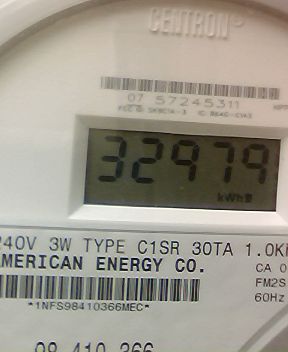 CENTRON
07 57245311
32979
kWh
240V 3W TYPE C1SR 30TA 1.0K
AMERICAN ENERGY CO.
CA 0
FM2S
60Hz
*1NFS98410366MEC*
98 410 366